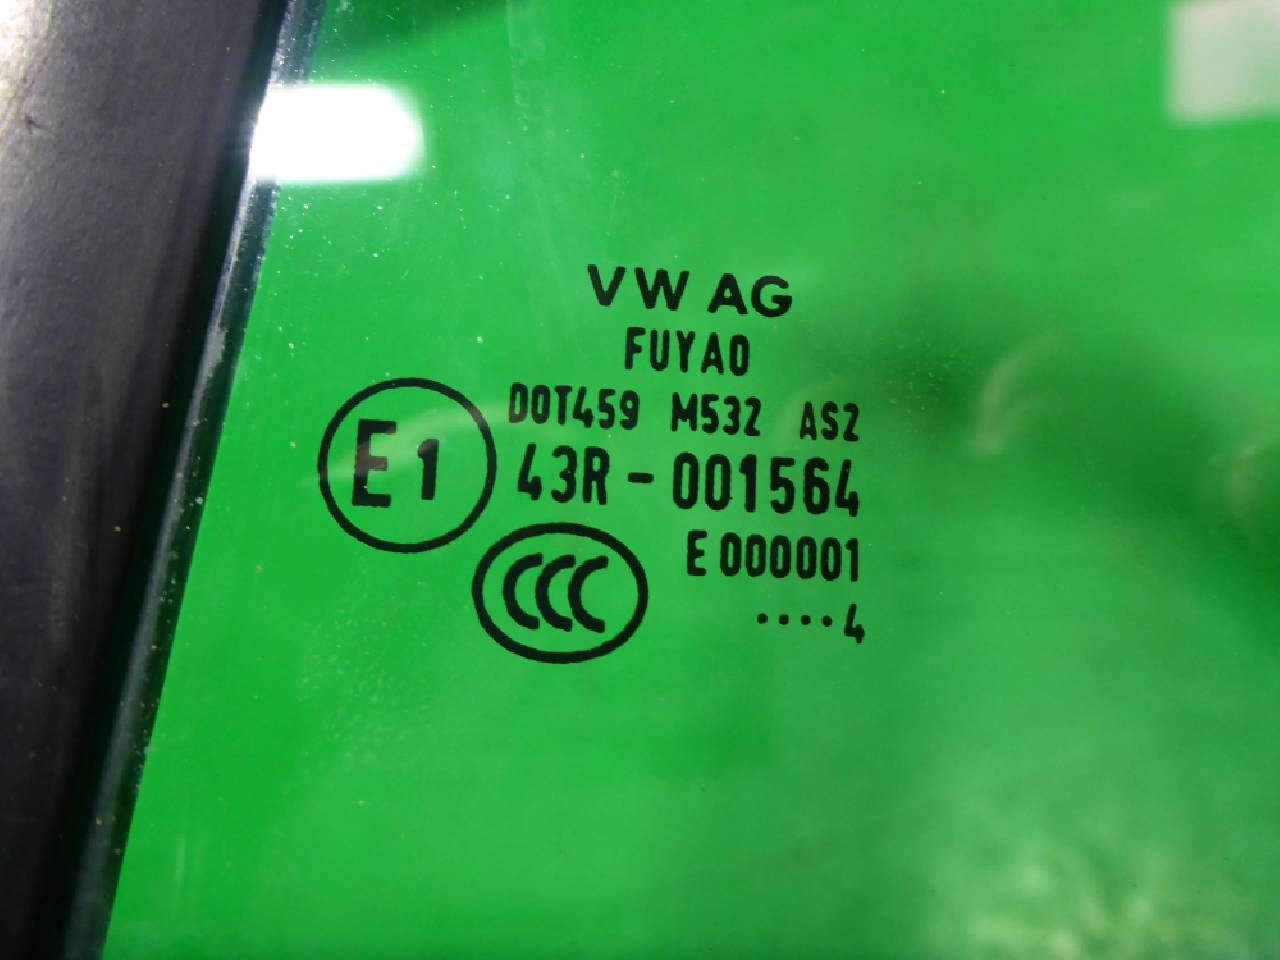 VW AG
FUYAO
DOT459 M532 AS2
E1 43R-001564
E000001
CCC
····4